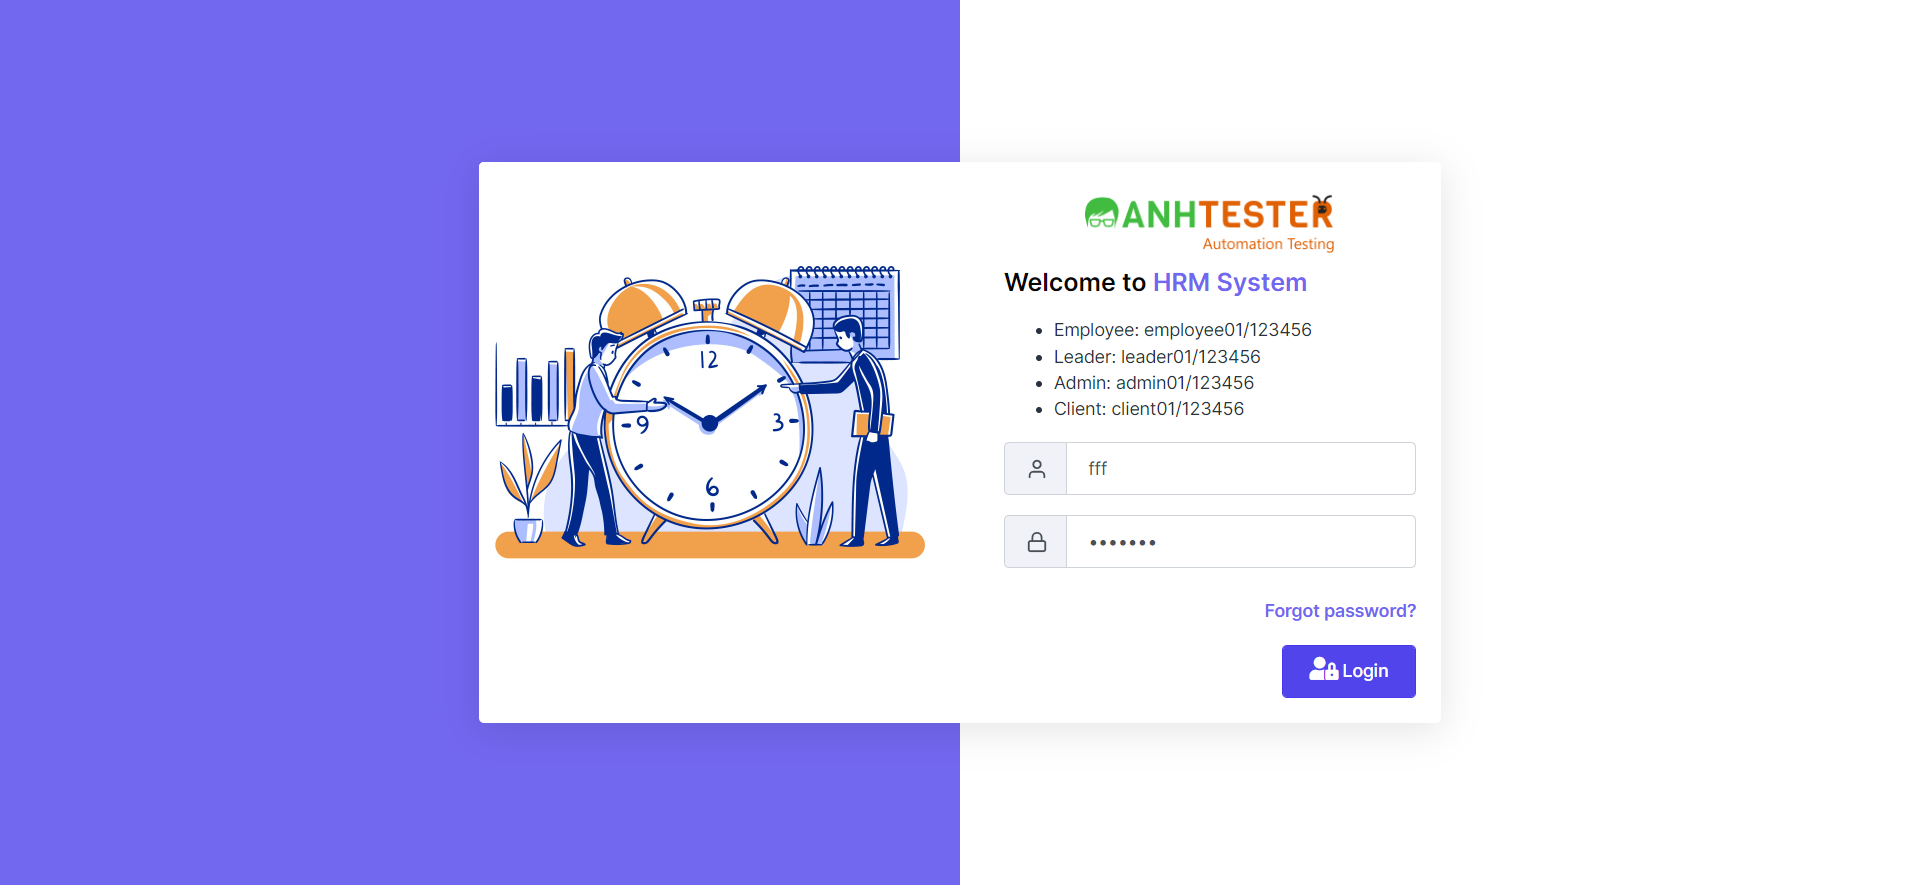 ANHTESTER
Automation Testing
Welcome to HRM System
Employee: employee01/123456
Leader: leader01/123456
Admin: admin01/123456
Client: client01/123456
12
9
3
6
fff
•••••••
Forgot password?
Login